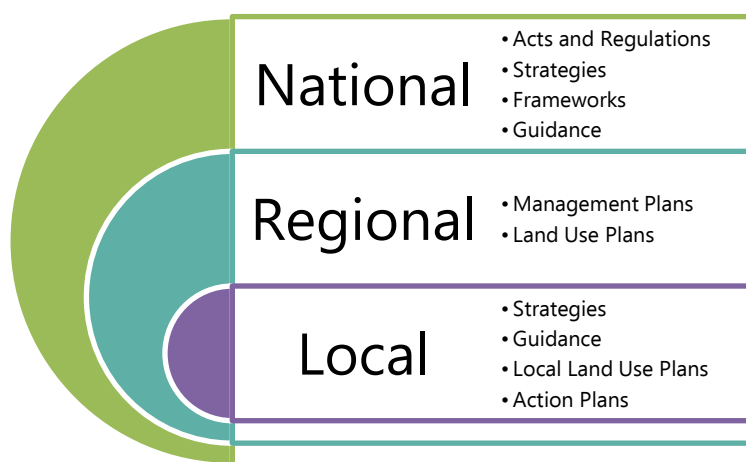 National
• Acts and Regulations
• Strategies
• Frameworks
• Guidance
Regional
• Management Plans
• Land Use Plans
Local
• Strategies
• Guidance
• Local Land Use Plans
• Action Plans